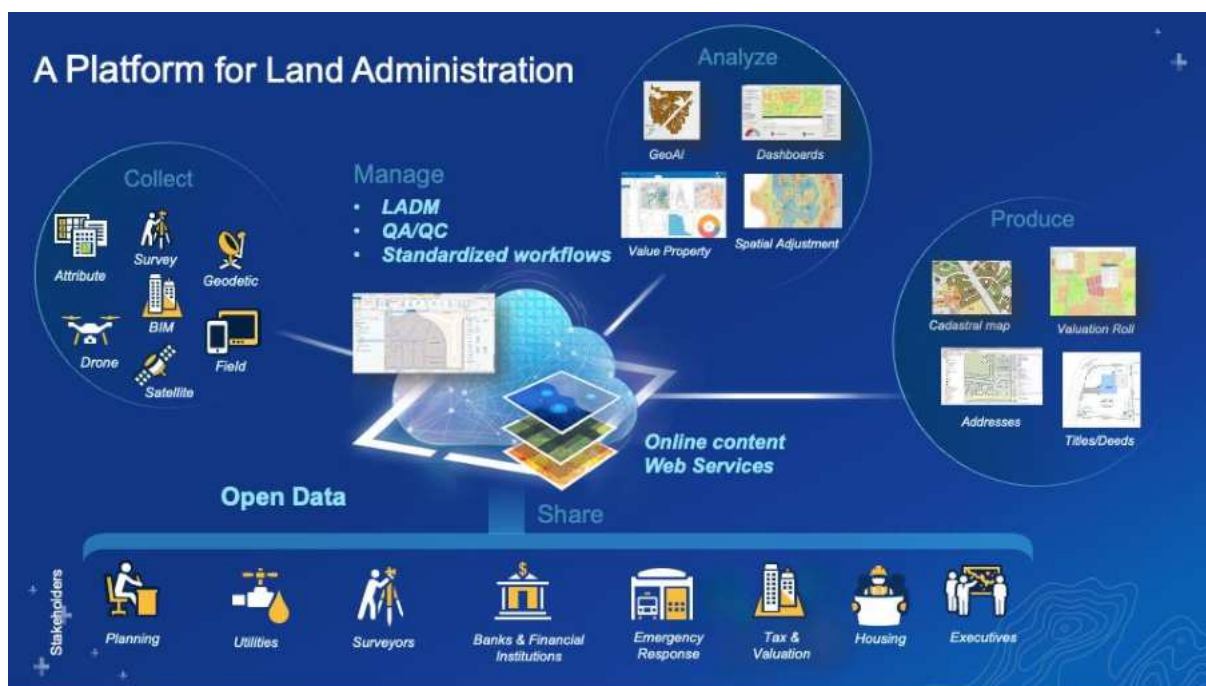 A Platform for Land Administration
Collect
Attribute
Survey
Geodetic
BIM
Drone
Field
Satellite
Manage
• LADM
• QA/QC
• Standardized workflows
Analyze
GeoAI
Dashboards
Value Property
Spatial Adjustment
Produce
Cadastral map
Valuation Roll
Addresses
Titles/Deeds
Online content
Web Services
Open Data
Share
Stakeholders
Planning
Utilities
Surveyors
Banks & Financial
Institutions
Emergency
Response
Tax &
Valuation
Housing
Executives